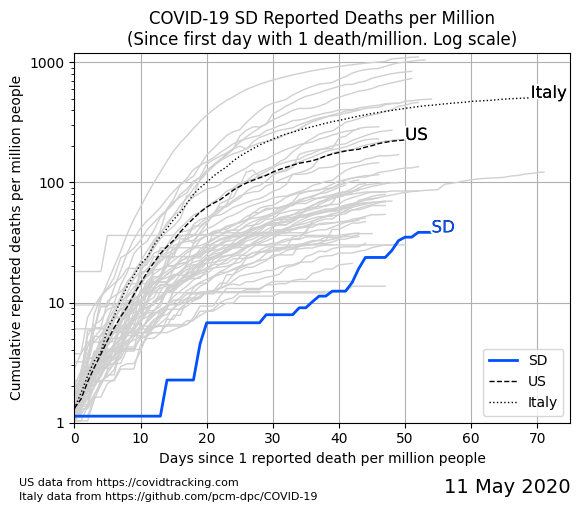 COVID-19 SD Reported Deaths per Million
(Since first day with 1 death/million. Log scale)
Cumulative reported deaths per million people
1000
100
10
1
Italy
US
SD
SD
US
Italy
0
10
20
30
40
50
60
70
Days since 1 reported death per million people
US data from https://covidtracking.com
Italy data from https://github.com/pcm-dpc/COVID-19
11 May 2020